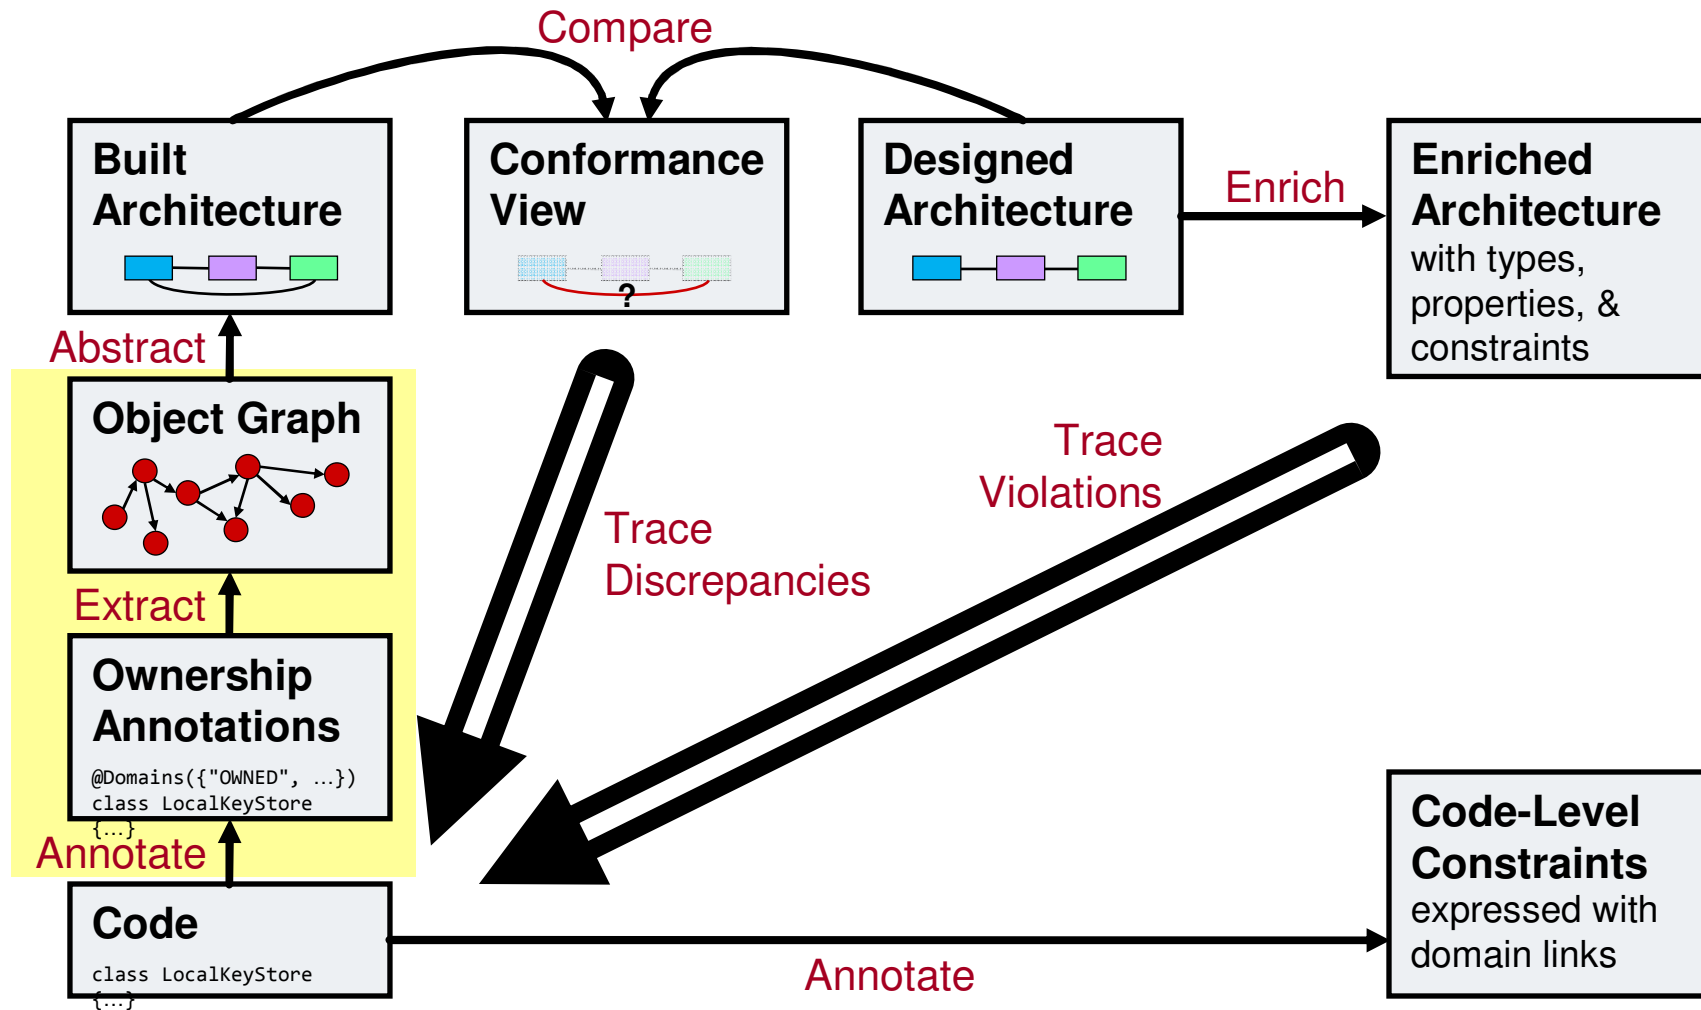 Compare
Built
Architecture
Conformance
View
?
Designed
Architecture
Enrich
Enriched
Architecture
with types,
properties, &
constraints
Abstract
Object Graph
Trace
Discrepancies
Trace
Violations
Extract
Ownership
Annotations
@Domains({"OWNED", …})
class LocalKeyStore
{…}
Annotate
Code
class LocalKeyStore
{…}
Annotate
Code-Level
Constraints
expressed with
domain links